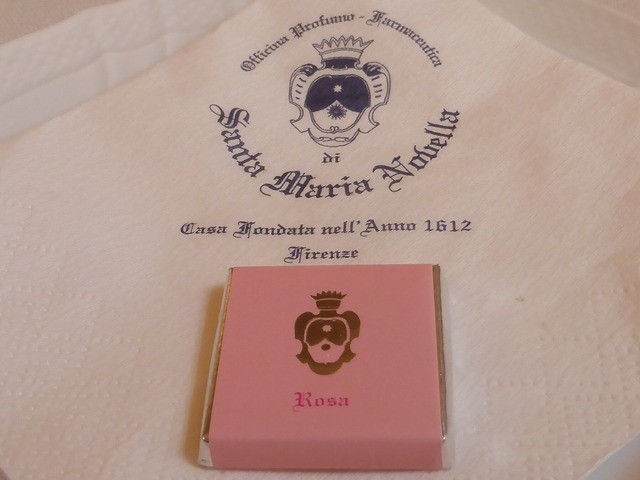 Officina Profumo - Farmaceutica
di
Santa Maria Novella
Casa Fondata nell'Anno 1612
Firenze
Rosa